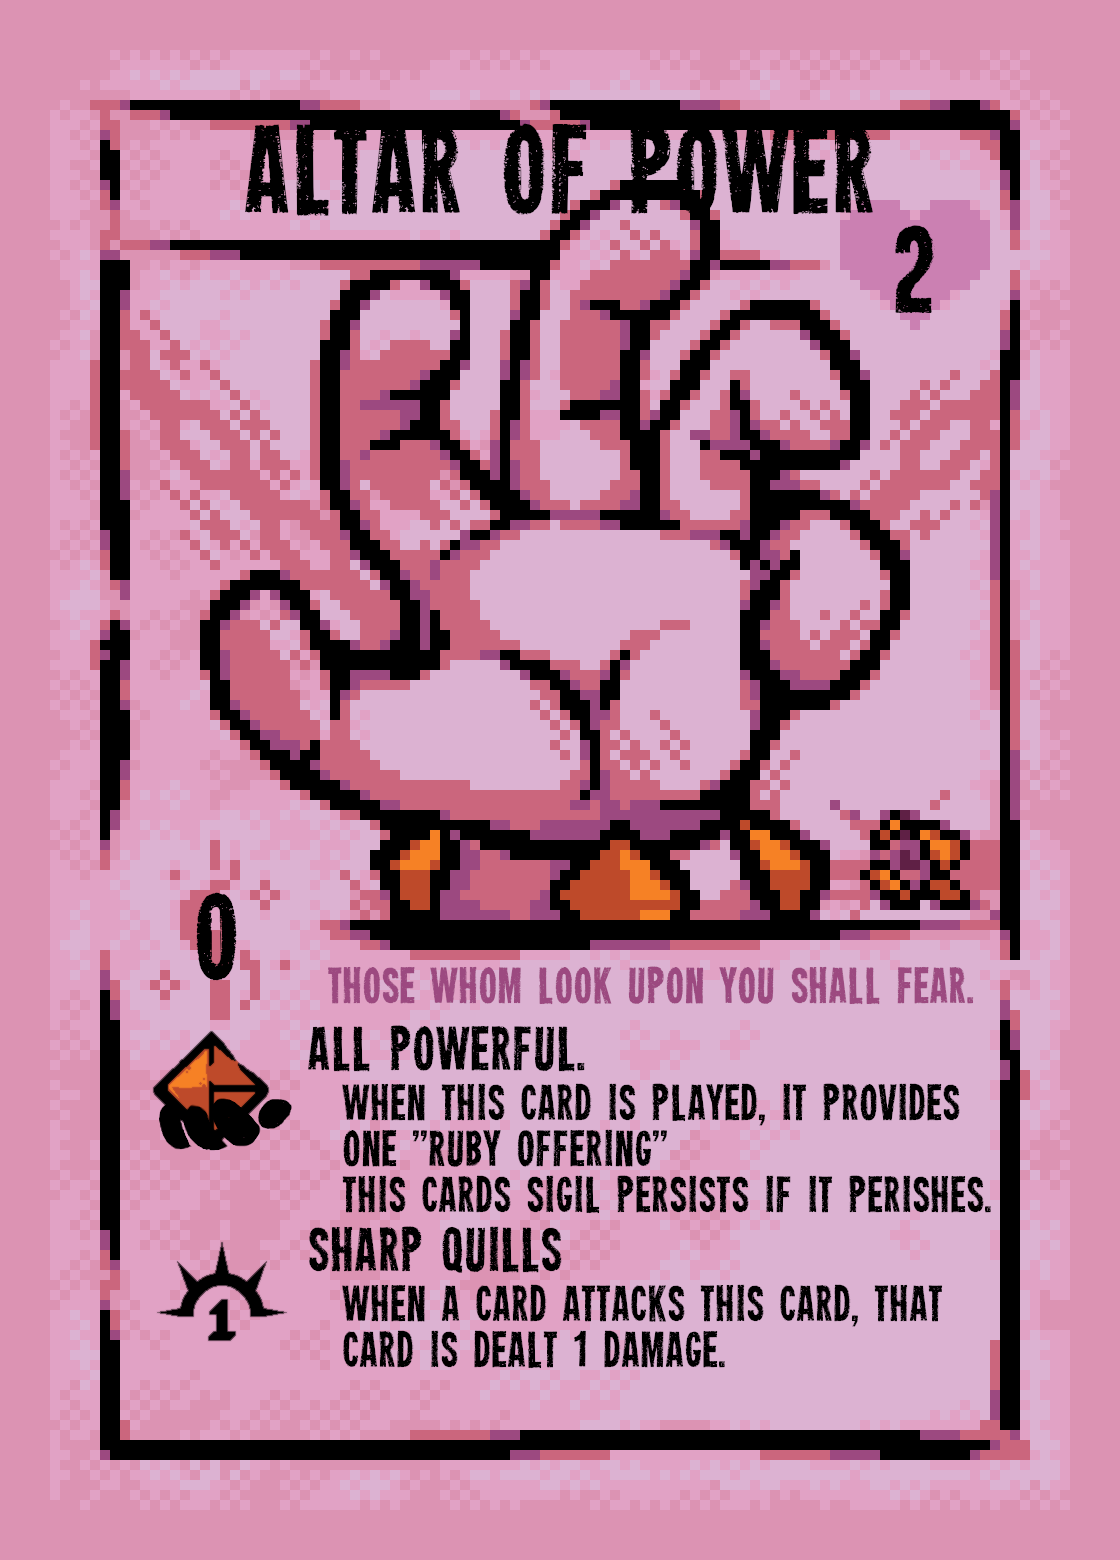 ALTAR OF POWER
2
0
THOSE WHOM LOOK UPON YOU SHALL FEAR.
ALL POWERFUL.
WHEN THIS CARD IS PLAYED, IT PROVIDES
ONE "RUBY OFFERING"
THIS CARDS SIGIL PERSISTS IF IT PERISHES.
SHARP QUILLS
1
WHEN A CARD ATTACKS THIS CARD, THAT
CARD IS DEALT 1 DAMAGE.